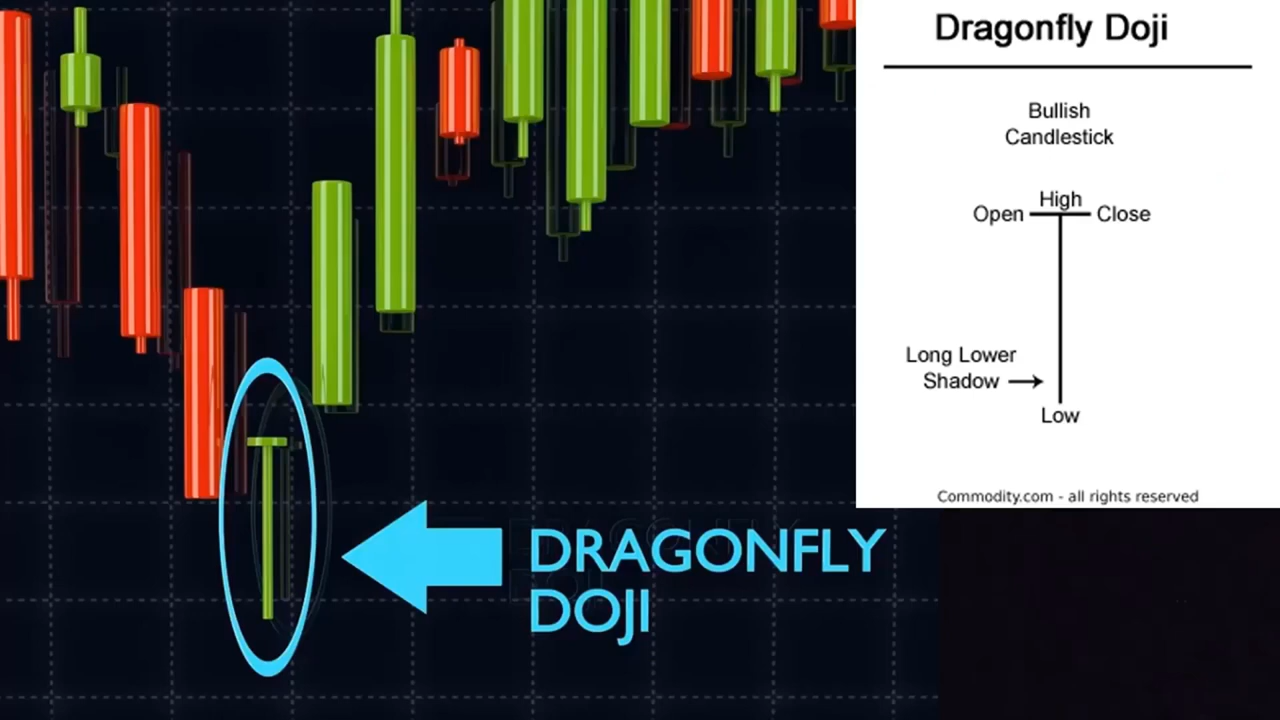 Dragonfly Doji
Bullish
Candlestick
High
Open
Close
Long Lower
Shadow
Low
Commodity.com - all rights reserved
DRAGONFLY
DOJI